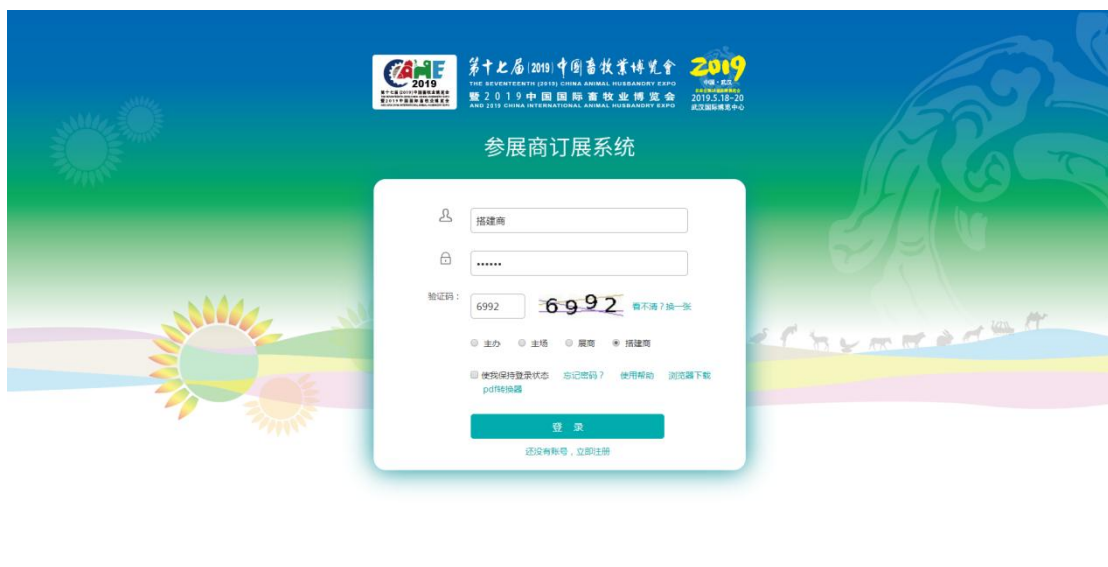 CAHE
2019
第十七届(2019)中国畜牧业博览会
THE SEVENTEENTH (2019) CHINA ANIMAL HUSBANDRY EXPO
暨2019中国国际畜牧业博览会
AND 2019 CHINA INTERNATIONAL ANIMAL HUSBANDRY EXPO
2019
中国·武汉
2019.5.18-20
武汉国际博览中心
参展商订展系统
搭建商
••••••
验证码： 6992 6992 看不清？换一张
主办 主场 展商 搭建商
使我保持登录状态 忘记密码？ 使用帮助 浏览器下载
pdf转换器
登 录
还没有账号，立即注册